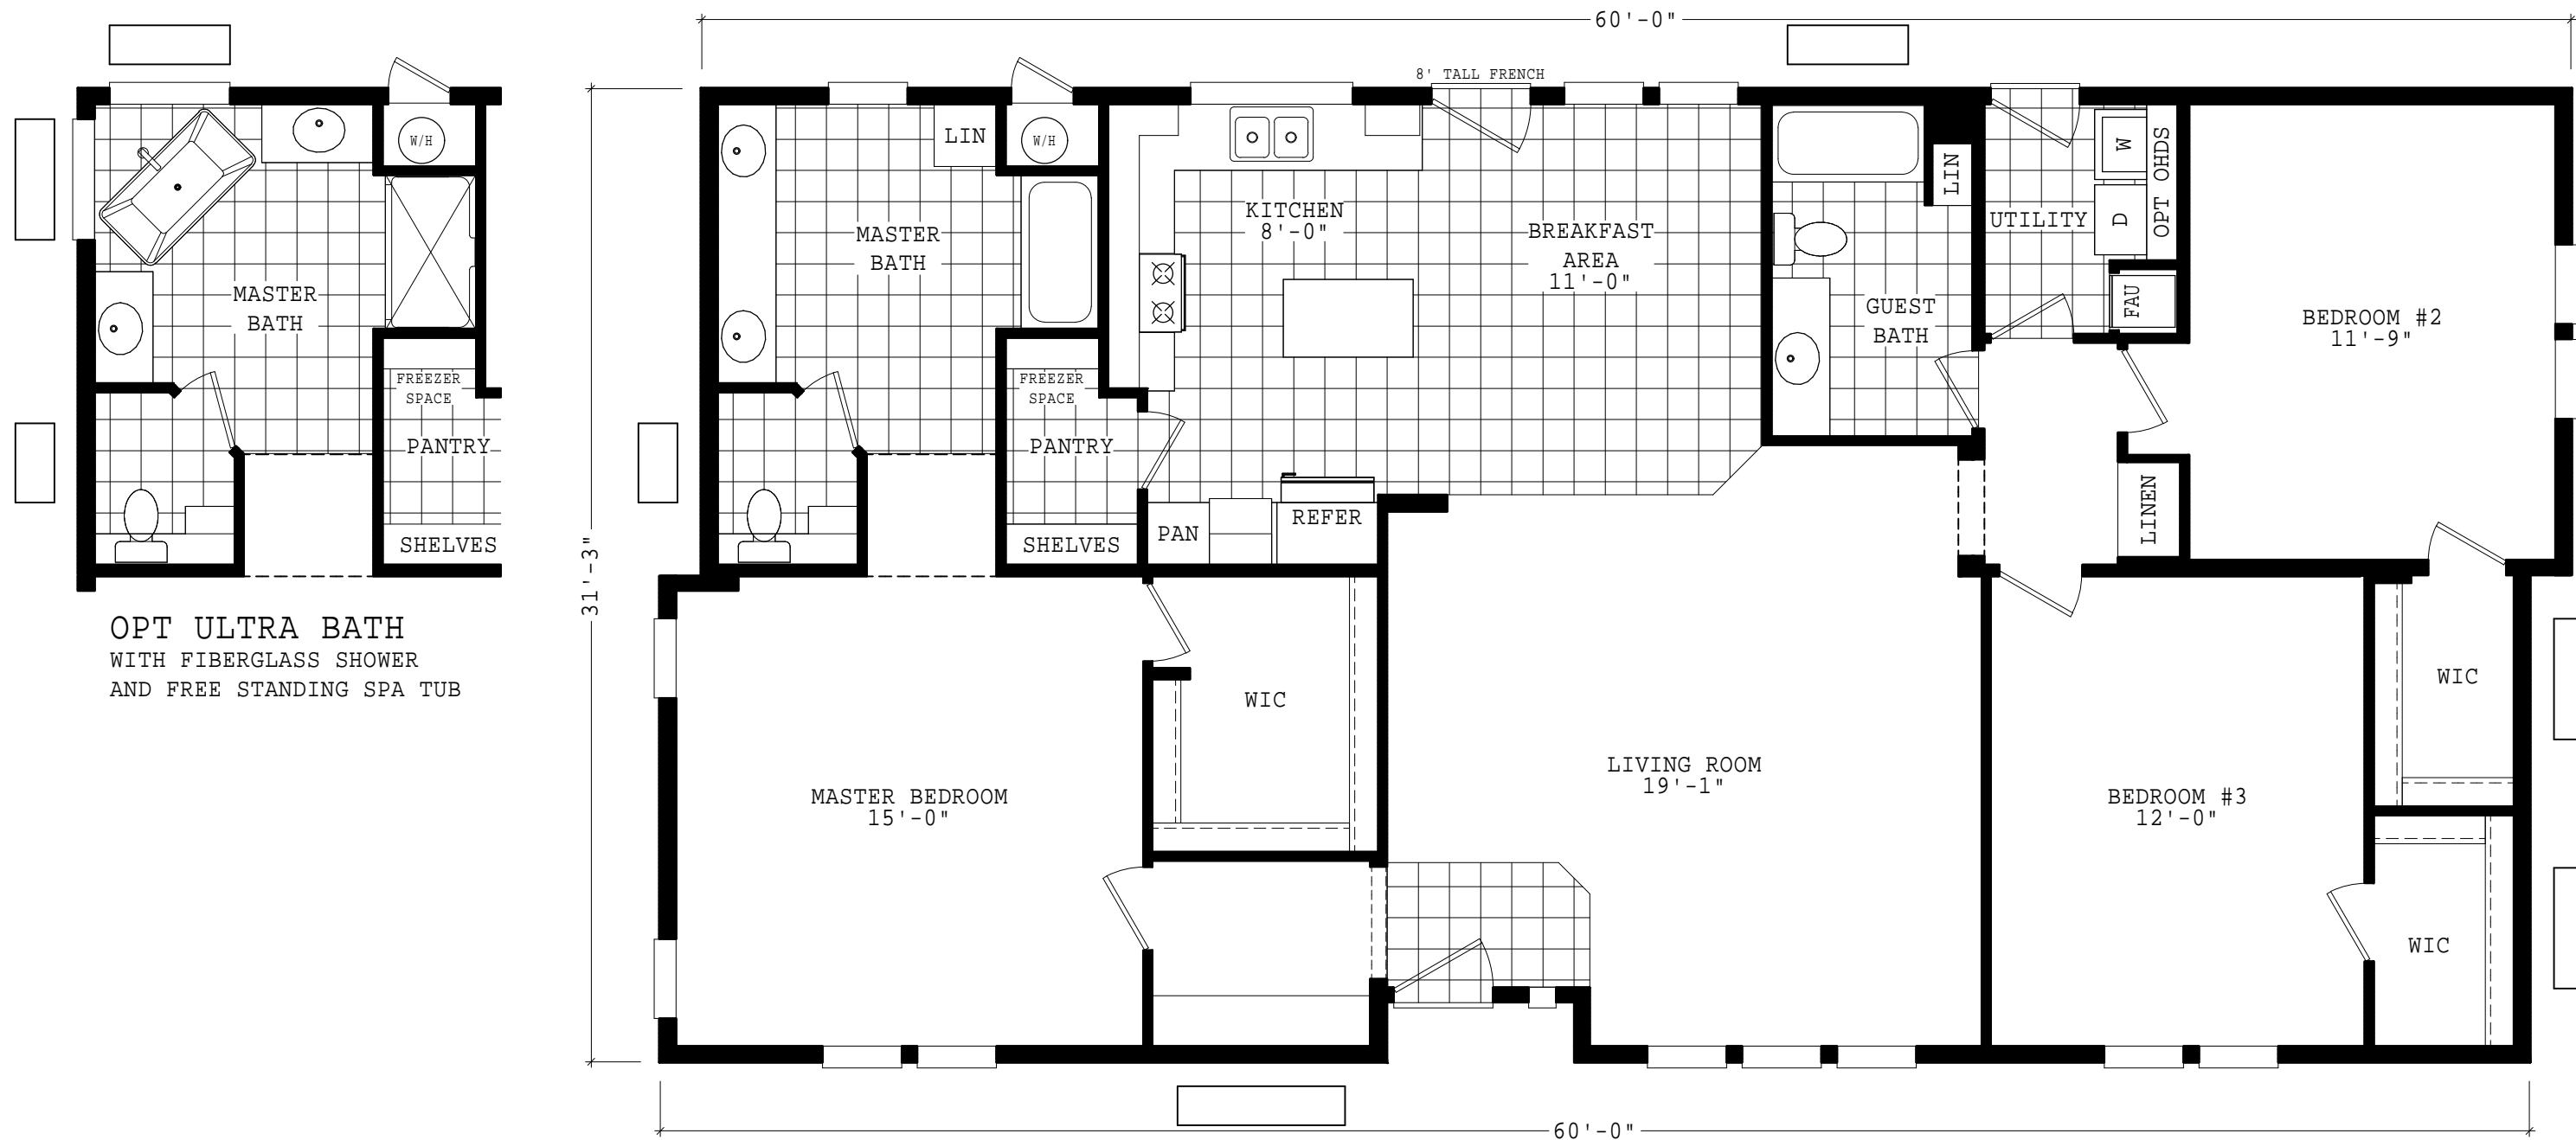 60'-0"
8' TALL FRENCH
W/H
MASTER
BATH
FREEZER
SPACE
PANTRY
SHELVES
OPT ULTRA BATH
WITH FIBERGLASS SHOWER
AND FREE STANDING SPA TUB
31'-3"
LIN
W/H
MASTER
BATH
FREEZER
SPACE
PANTRY
SHELVES
KITCHEN
8'-0"
BREAKFAST
AREA
11'-0"
PAN
REFER
LIN
GUEST
BATH
UTILITY
W
D
OPT OHDS
FAU
LINEN
BEDROOM #2
11'-9"
WIC
MASTER BEDROOM
15'-0"
WIC
LIVING ROOM
19'-1"
BEDROOM #3
12'-0"
WIC
60'-0"